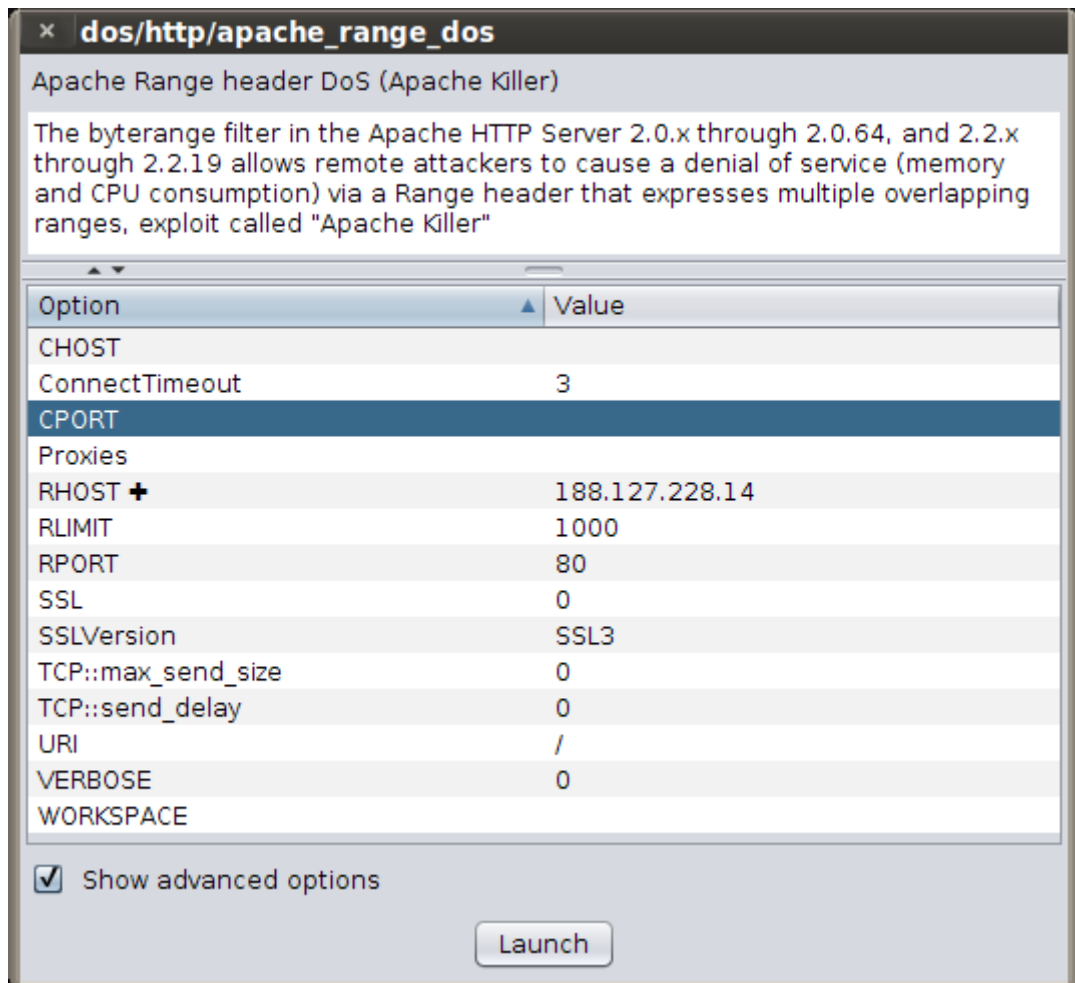 × dos/http/apache_range_dos
Apache Range header DoS (Apache Killer)
The byterange filter in the Apache HTTP Server 2.0.x through 2.0.64, and 2.2.x
through 2.2.19 allows remote attackers to cause a denial of service (memory
and CPU consumption) via a Range header that expresses multiple overlapping
ranges, exploit called "Apache Killer"
Option Value
CHOST
ConnectTimeout 3
CPORT
Proxies
RHOST ✚ 188.127.228.14
RLIMIT 1000
RPORT 80
SSL 0
SSLVersion SSL3
TCP::max_send_size 0
TCP::send_delay 0
URI /
VERBOSE 0
WORKSPACE
Show advanced options
Launch